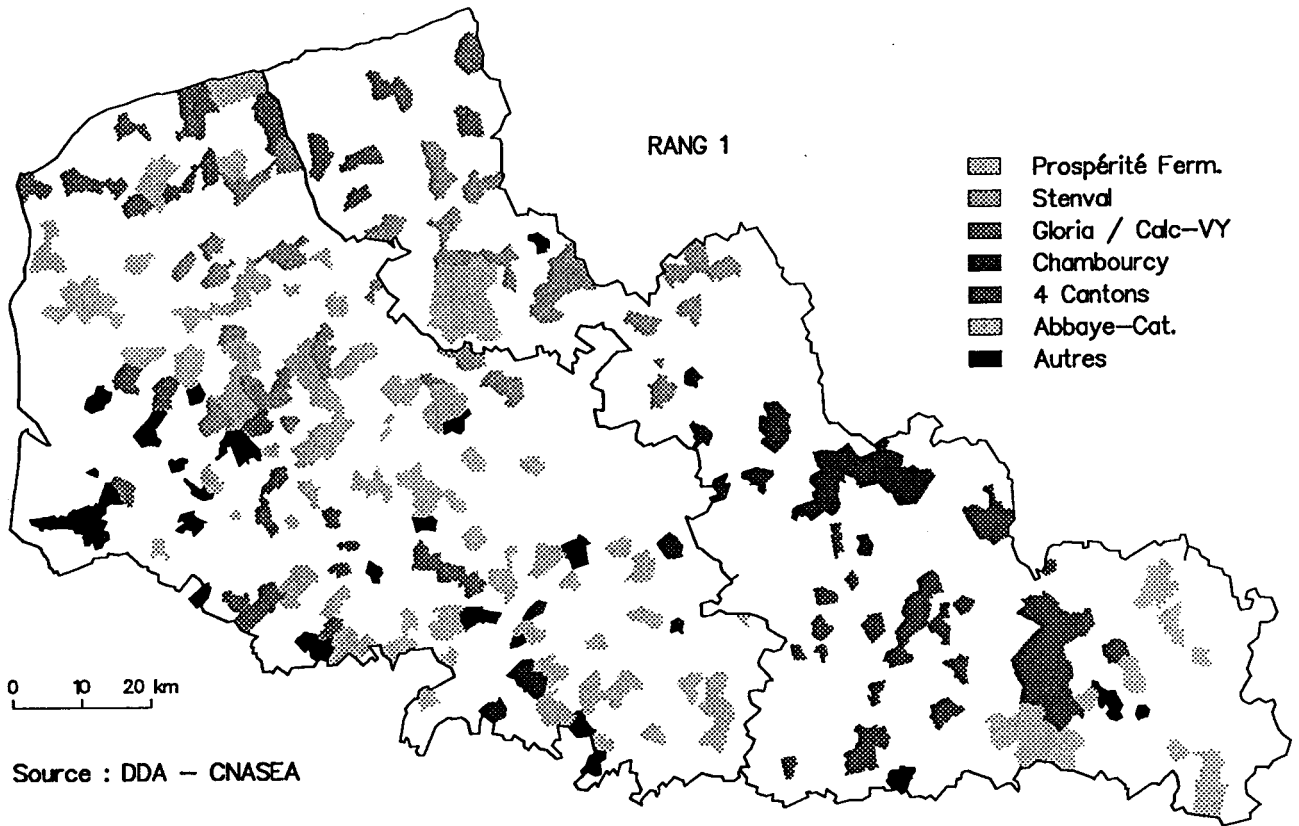 RANG 1
Prospérité Ferm.
Stenval
Gloria / Calc-VY
Chambourcy
4 Cantons
Abbaye-Cat.
Autres
0 10 20 km
Source : DDA - CNASEA